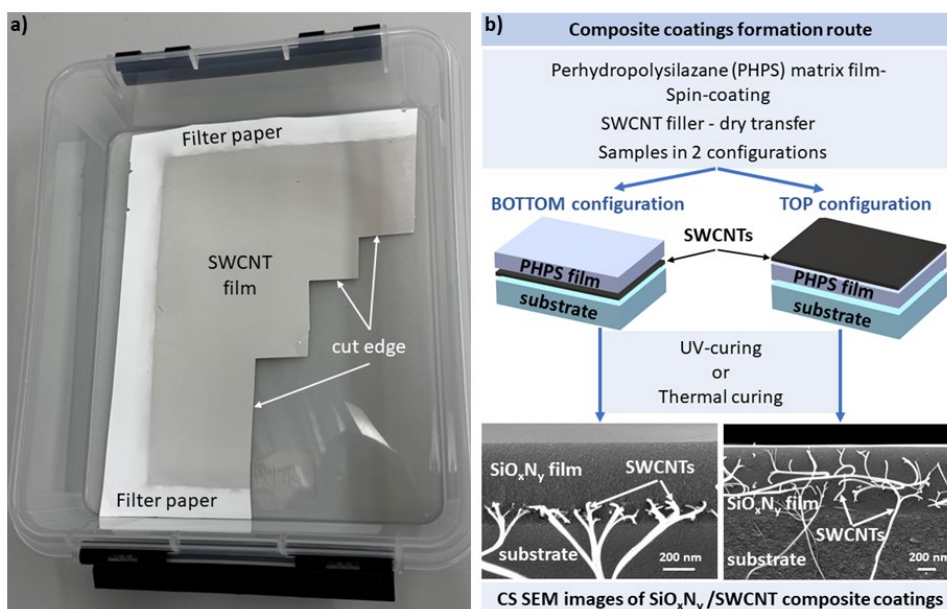 a)
Filter paper
SWCNT
film
cut edge
Filter paper
b)
Composite coatings formation route
Perhydropolysilazane (PHPS) matrix film-
Spin-coating
SWCNT filler - dry transfer
Samples in 2 configurations
BOTTOM configuration
TOP configuration
SWCNTs
PHPS film
substrate
PHPS film
substrate
UV-curing
or
Thermal curing
SiOₓNᵧ film
SWCNTs
substrate
200 nm
SiOₓNᵧ film
SWCNTs
substrate
200 nm
CS SEM images of SiOₓNᵧ/SWCNT composite coatings